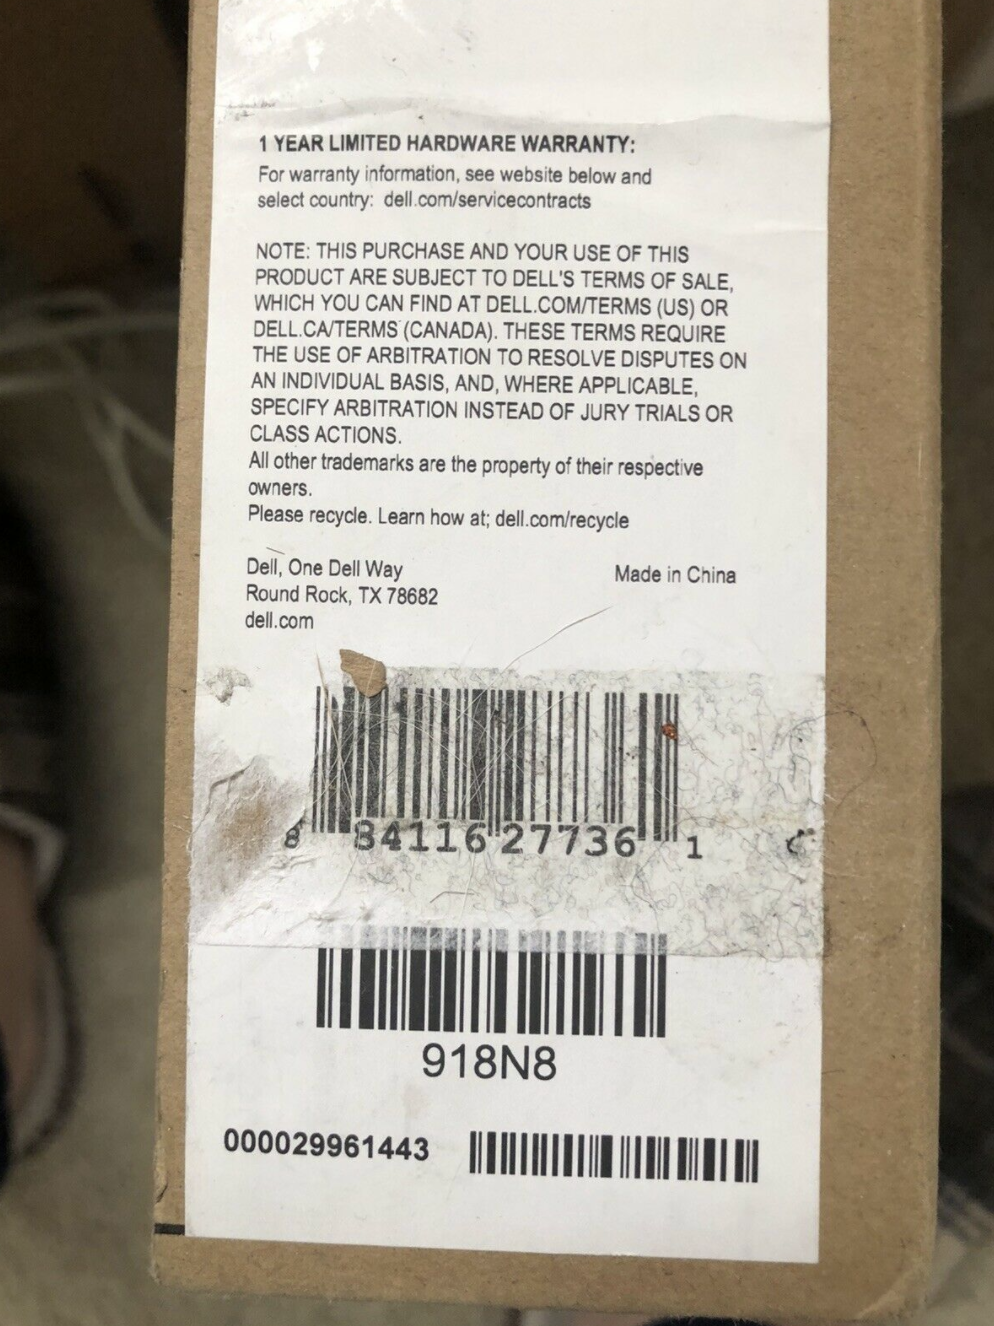 1 YEAR LIMITED HARDWARE WARRANTY:
For warranty information, see website below and
select country: dell.com/servicecontracts
NOTE: THIS PURCHASE AND YOUR USE OF THIS
PRODUCT ARE SUBJECT TO DELL'S TERMS OF SALE,
WHICH YOU CAN FIND AT DELL.COM/TERMS (US) OR
DELL.CA/TERMS (CANADA). THESE TERMS REQUIRE
THE USE OF ARBITRATION TO RESOLVE DISPUTES ON
AN INDIVIDUAL BASIS, AND, WHERE APPLICABLE,
SPECIFY ARBITRATION INSTEAD OF JURY TRIALS OR
CLASS ACTIONS.
All other trademarks are the property of their respective
owners.
Please recycle. Learn how at; dell.com/recycle
Dell, One Dell Way
Made in China
Round Rock, TX 78682
dell.com
8 84116 27736 1
918N8
000029961443